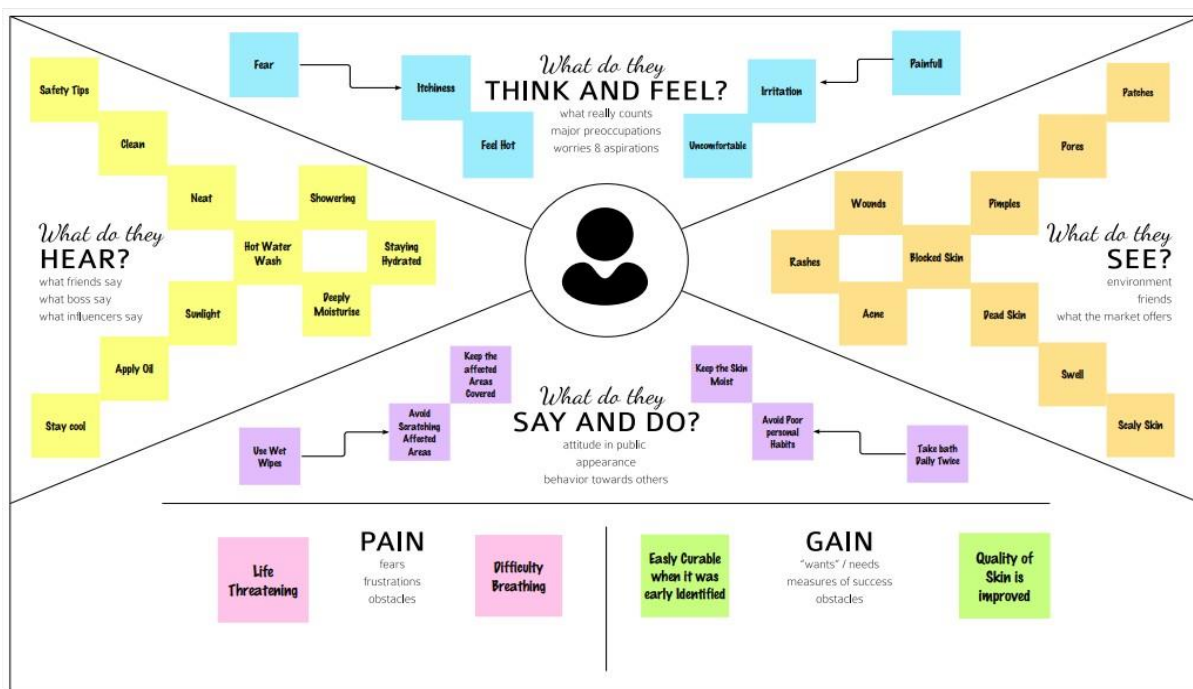 What do they
THINK AND FEEL?
what really counts
major preoccupations
worries & aspirations
Fear
Itchiness
Feel Hot
Painfull
Irritation
Uncomfortable
What do they
HEAR?
what friends say
what boss say
what influencers say
Safety Tips
Clean
Neat
Showering
Hot Water
Wash
Staying
Hydrated
Deeply
Moisturise
Sunlight
Apply Oil
Stay cool
What do they
SEE?
environment
friends
what the market offers
Patches
Pores
Pimples
Wounds
Blocked Skin
Rashes
Acne
Dead Skin
Swell
Scaly Skin
What do they
SAY AND DO?
attitude in public
appearance
behavior towards others
Keep the
affected
Areas
Covered
Avoid
Scratching
Affected
Areas
Use Wet
Wipes
Keep the Skin
Moist
Avoid Poor
personal
Habits
Take bath
Daily Twice
PAIN
fears
frustrations
obstacles
Life
Threatening
Difficulty
Breathing
GAIN
"wants" / needs
measures of success
obstacles
Easly Curable
when it was
early Identified
Quality of
Skin is
improved